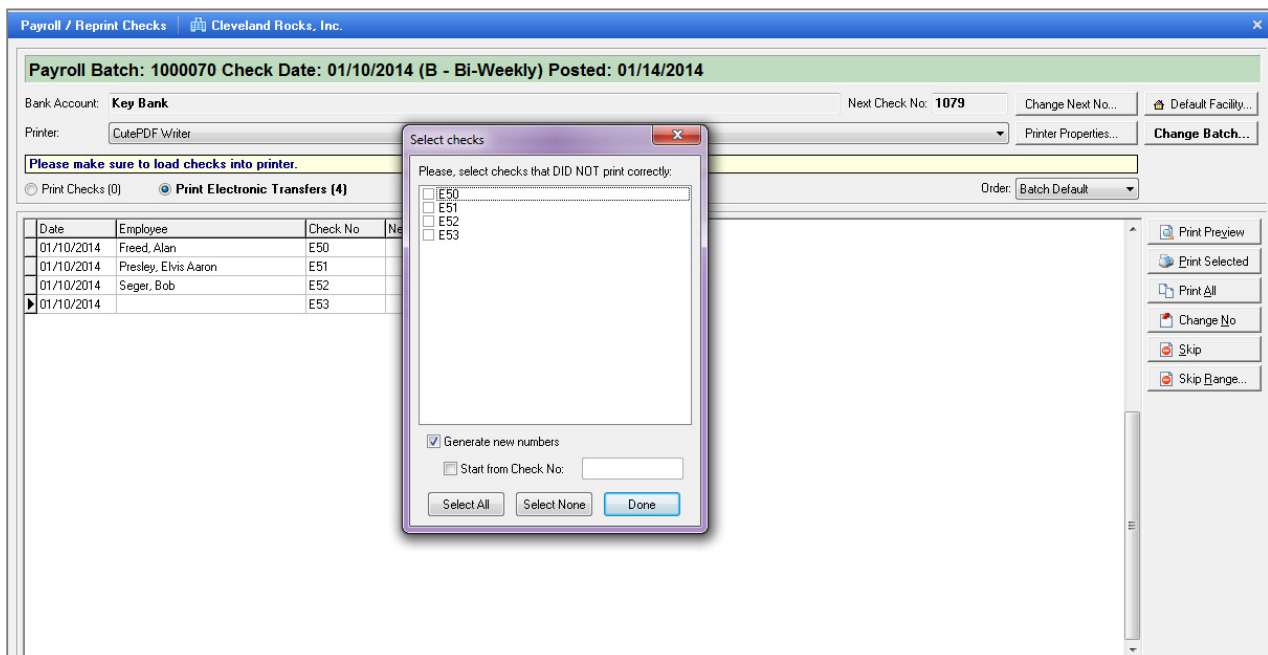 Payroll / Reprint Checks Cleveland Rocks, Inc.
Payroll Batch: 1000070 Check Date: 01/10/2014 (B - Bi-Weekly) Posted: 01/14/2014
Bank Account: Key Bank Next Check No: 1079 Change Next No... Default Facility...
Printer: CutePDF Writer Printer Properties... Change Batch...
Please make sure to load checks into printer.
Print Checks (0) Print Electronic Transfers (4) Order: Batch Default
Date Employee Check No Ne
01/10/2014 Freed, Alan E50
01/10/2014 Presley, Elvis Aaron E51
01/10/2014 Seger, Bob E52
01/10/2014 E53
Select checks
Please, select checks that DID NOT print correctly:
E50
E51
E52
E53
Generate new numbers
Start from Check No:
Select All Select None Done
Print Preview
Print Selected
Print All
Change No
Skip
Skip Range...